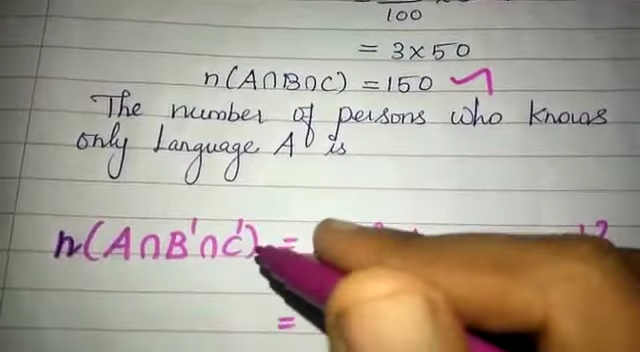 100
= 3 × 50
n(A∩B∩C) = 150
The number of persons who knows
only Language A is
n(A∩B'∩C') =
=